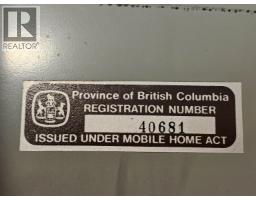 REALTOR®
Province of British Columbia
REGISTRATION NUMBER
40681
ISSUED UNDER MOBILE HOME ACT